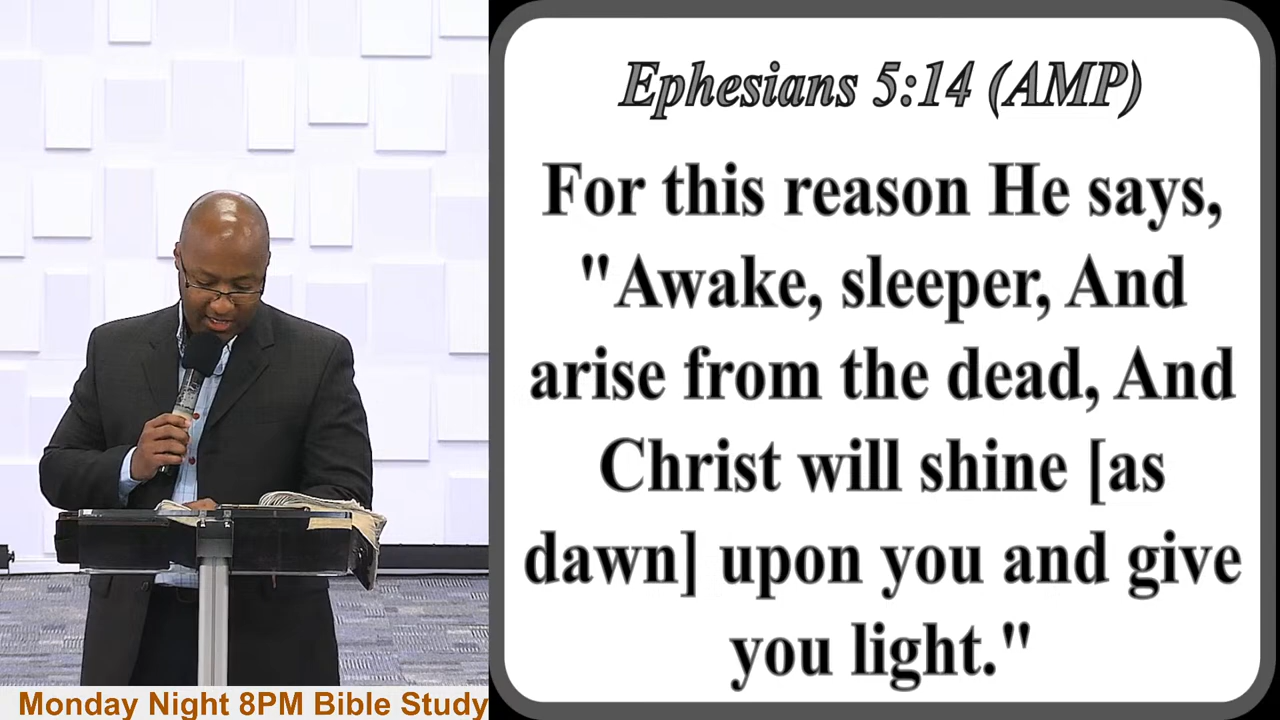 Ephesians 5:14 (AMP)
For this reason He says,
"Awake, sleeper, And
arise from the dead, And
Christ will shine [as
dawn] upon you and give
you light."
Monday Night 8PM Bible Study